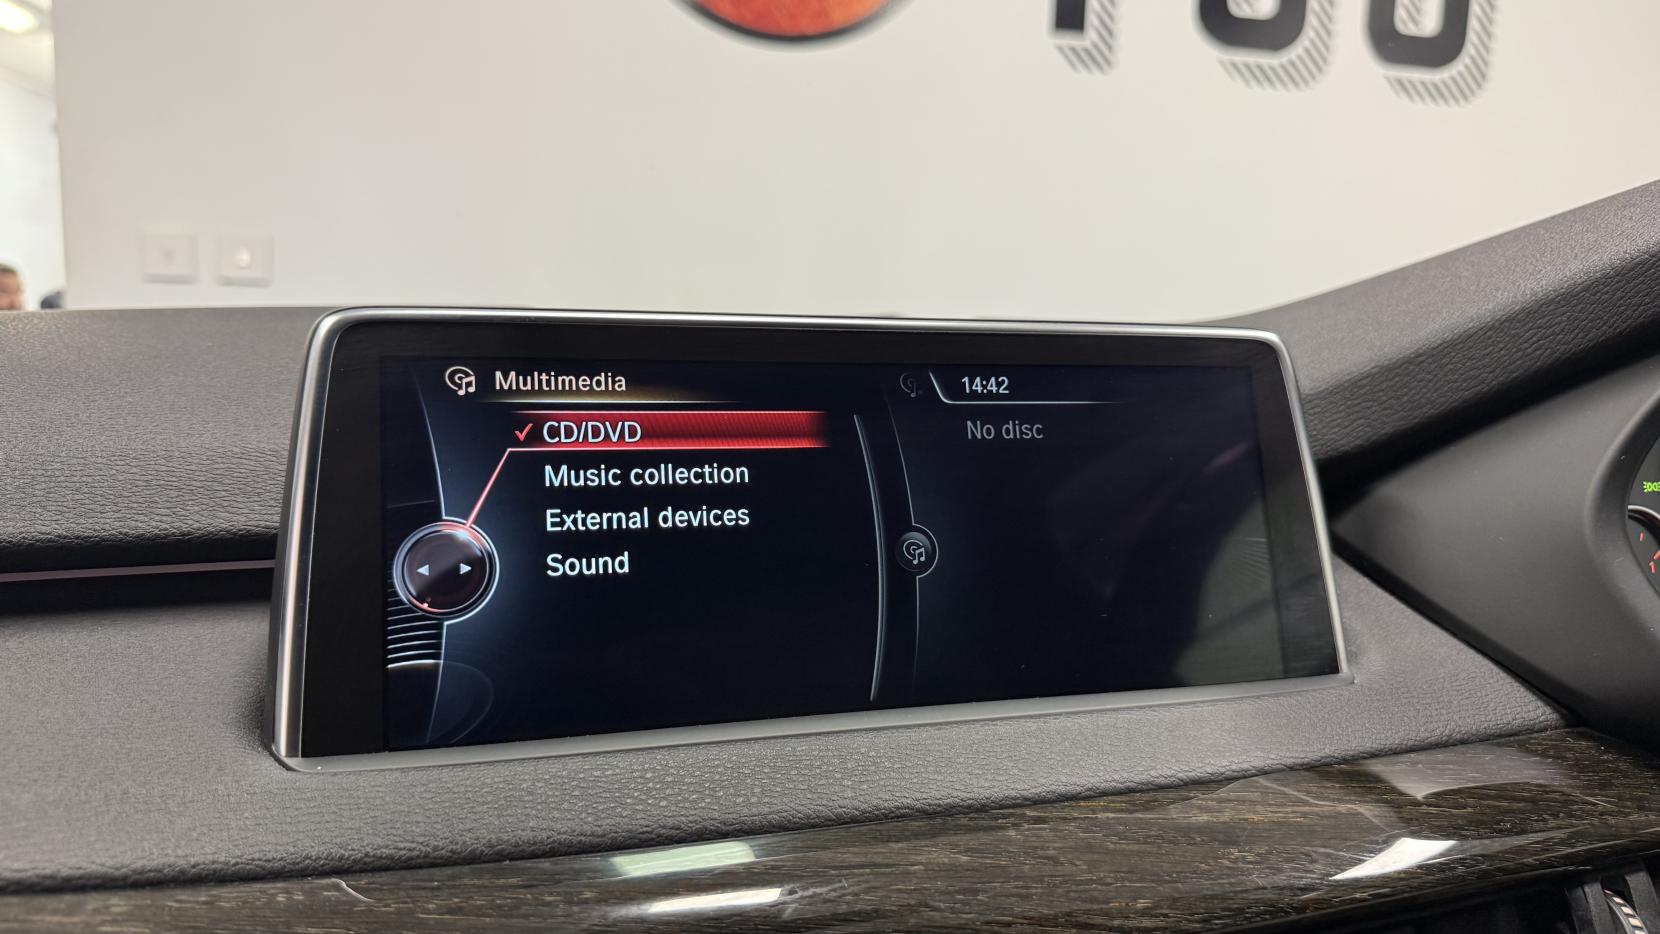 Multimedia
14:42
✓ CD/DVD
No disc
Music collection
External devices
Sound